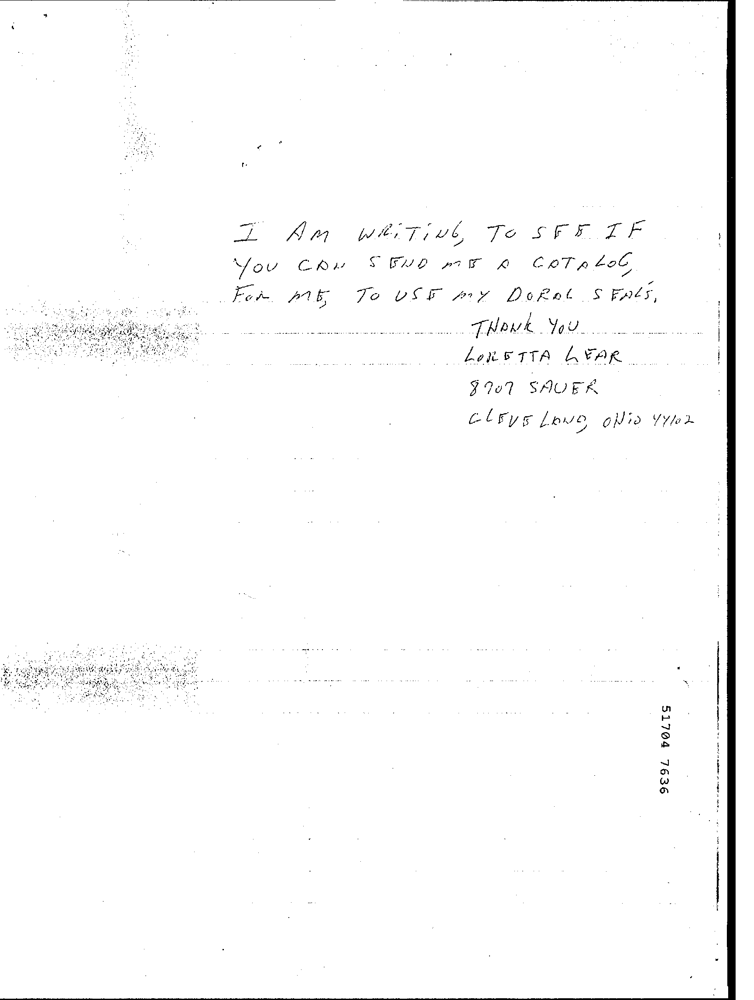 I AM WRITING, TO SEE IF
YOU CAN SEND ME A CATALOG,
FOR ME, TO USE MY DORAL SEALS.
THANK YOU
LORETTA LEAR
8707 SAUER
CLEVELAND, OHIO 44102
51704 7636